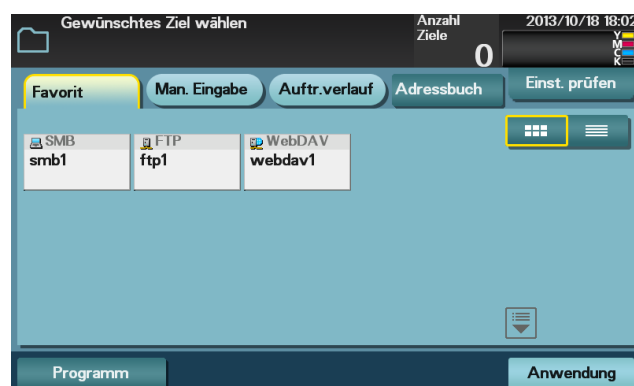 Gewünschtes Ziel wählen
Anzahl
Ziele
0
2013/10/18 18:02
Y
M
C
K
Favorit
Man. Eingabe
Auftr.verlauf
Adressbuch
Einst. prüfen
SMB
smb1
FTP
ftp1
WebDAV
webdav1
Programm
Anwendung